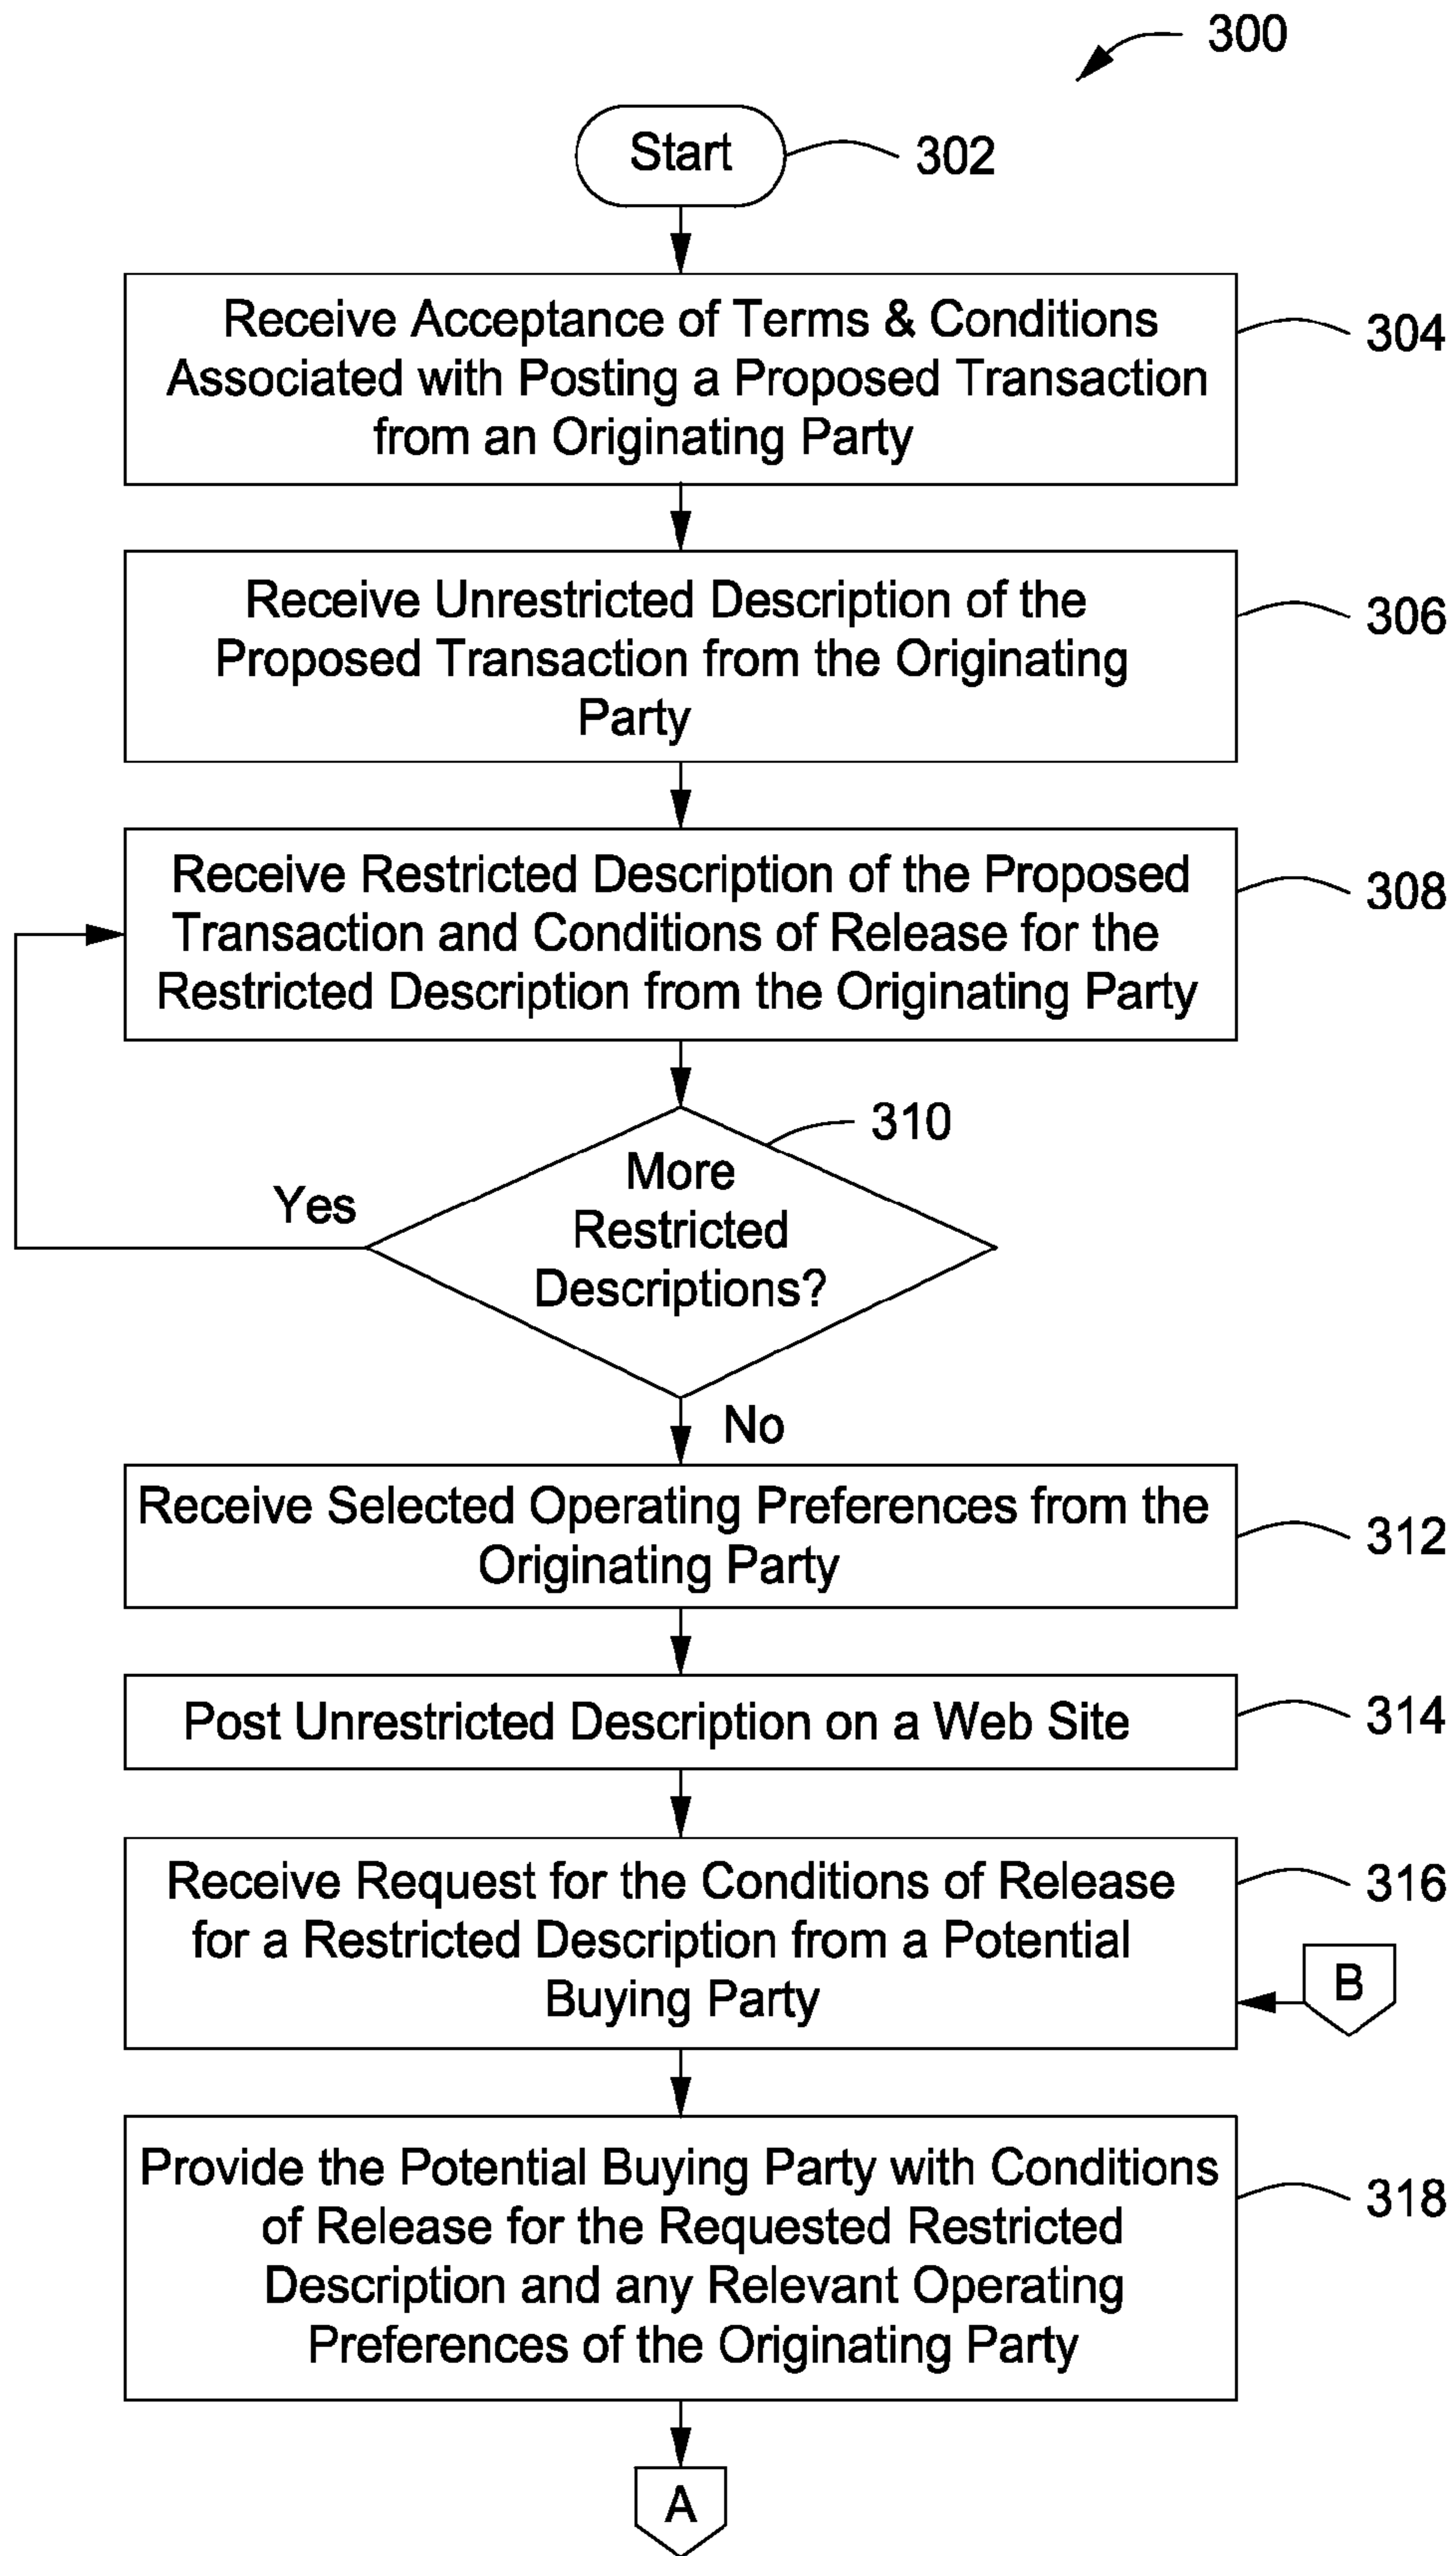 300
Start
302
Receive Acceptance of Terms & Conditions
Associated with Posting a Proposed Transaction
from an Originating Party
304
Receive Unrestricted Description of the
Proposed Transaction from the Originating
Party
306
Receive Restricted Description of the Proposed
Transaction and Conditions of Release for the
Restricted Description from the Originating Party
308
More
Restricted
Descriptions?
310
Yes
No
Receive Selected Operating Preferences from the
Originating Party
312
Post Unrestricted Description on a Web Site
314
Receive Request for the Conditions of Release
for a Restricted Description from a Potential
Buying Party
316
B
Provide the Potential Buying Party with Conditions
of Release for the Requested Restricted
Description and any Relevant Operating
Preferences of the Originating Party
318
A